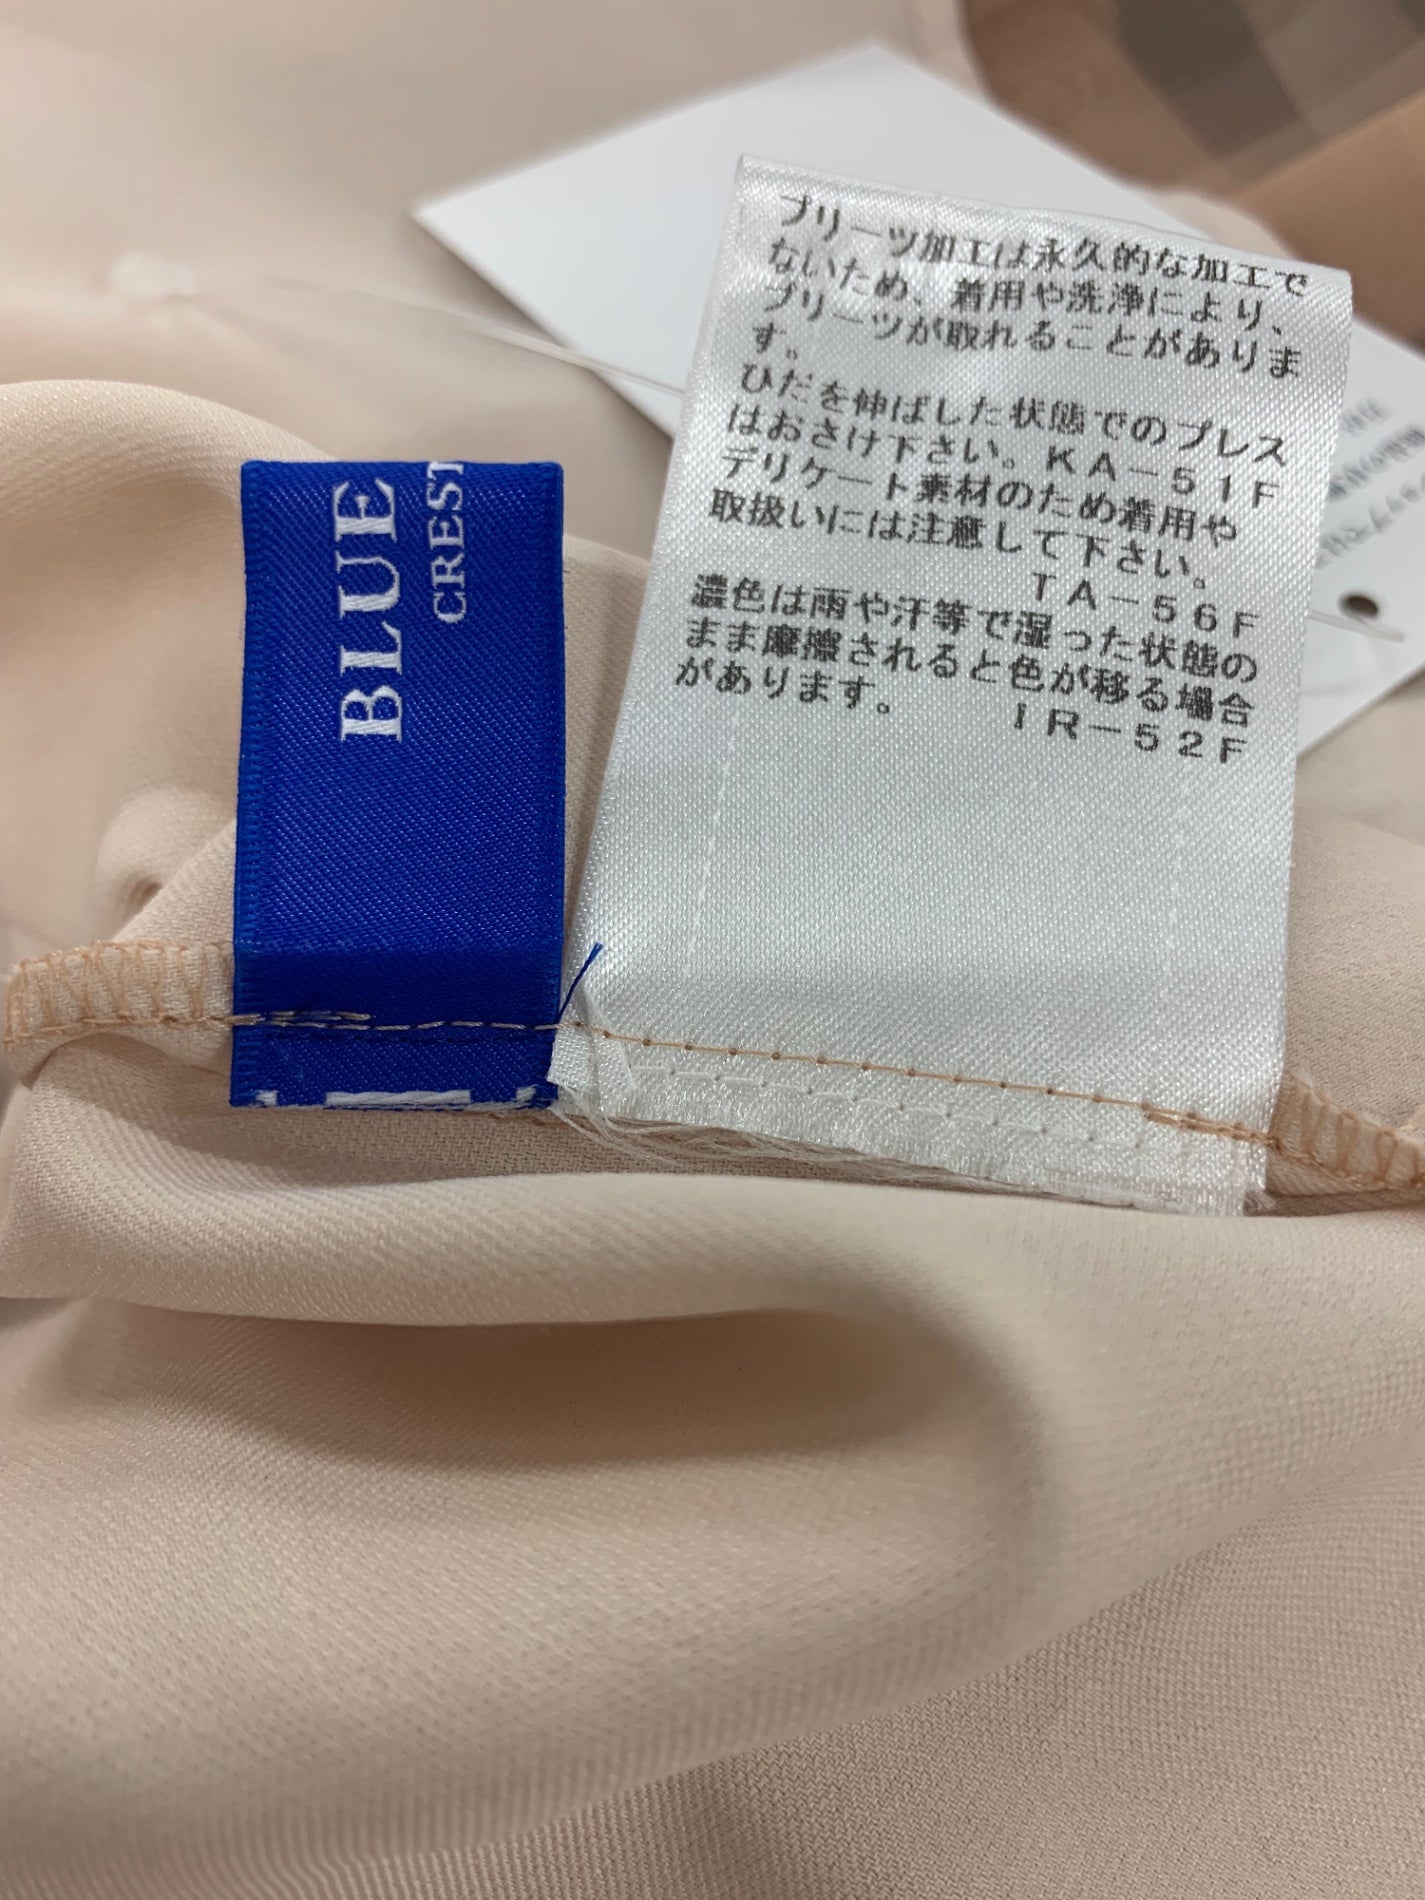 BLUE
CREST
プリーツ加工は永久的な加工で
ないため、着用や洗浄により、
プリーツが取れることがありま
す。
ひだを伸ばした状態でのプレス
はおさけ下さい。KA－51F
デリケート素材のため着用や
取扱いには注意して下さい。
TA－56F
濃色は雨や汗等で湿った状態の
まま摩擦されると色が移る場合
があります。　　IR－52F